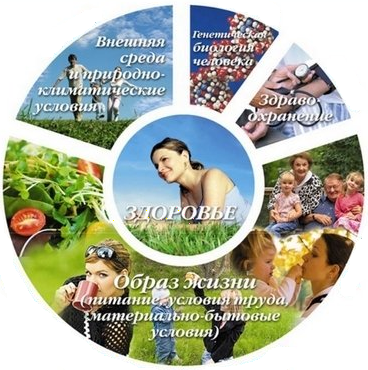 Внешняя
среда
и природно-
климатические
условия
Генетическая
биология
человека
Здраво-
охранение
ЗДОРОВЬЕ
Образ жизни
(питание, условия труда,
материально-бытовые
условия)